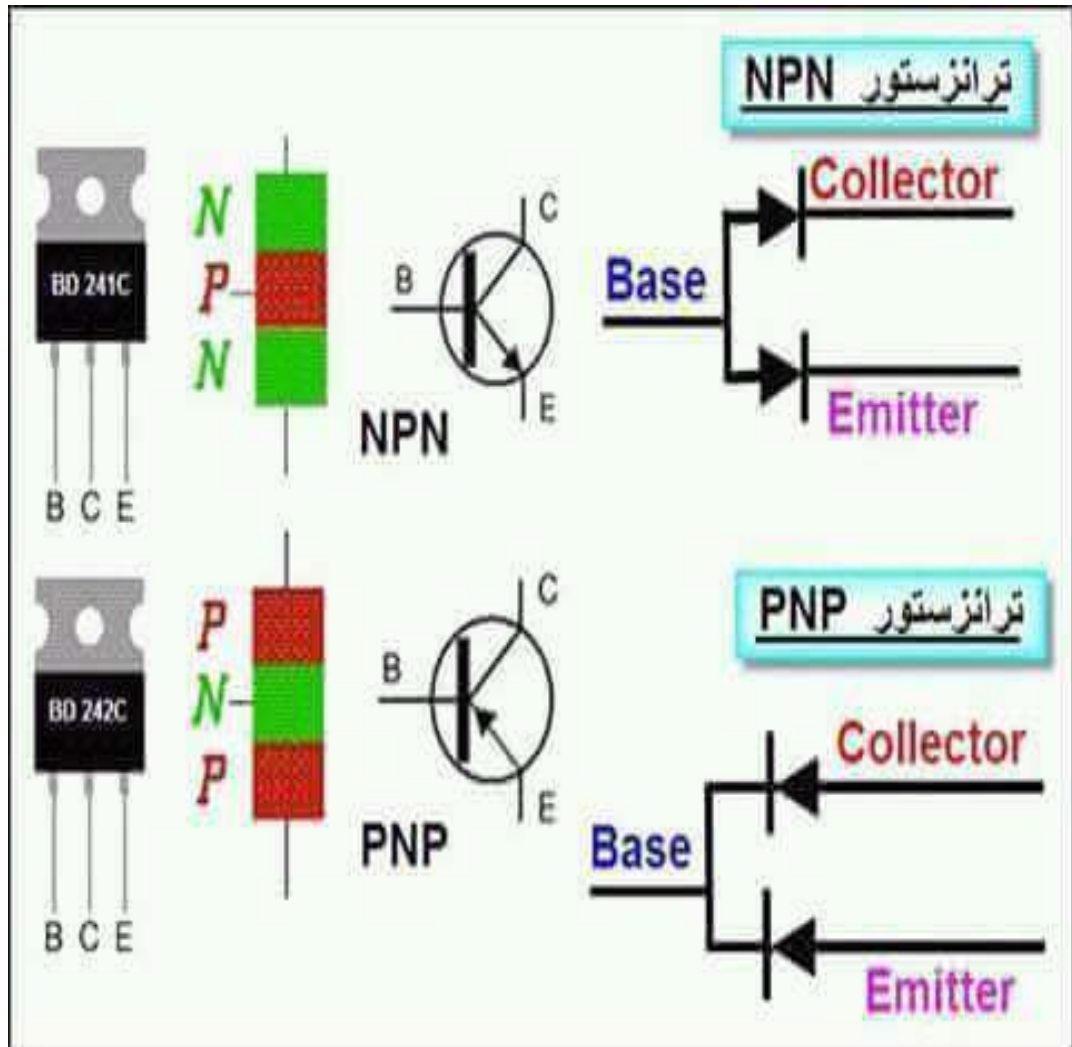 NPN ترانزستور
BD 241C
B C E
N
P
N
B
C
E
NPN
Base
Collector
Emitter
PNP ترانزستور
BD 242C
B C E
P
N
P
B
C
E
PNP
Base
Collector
Emitter